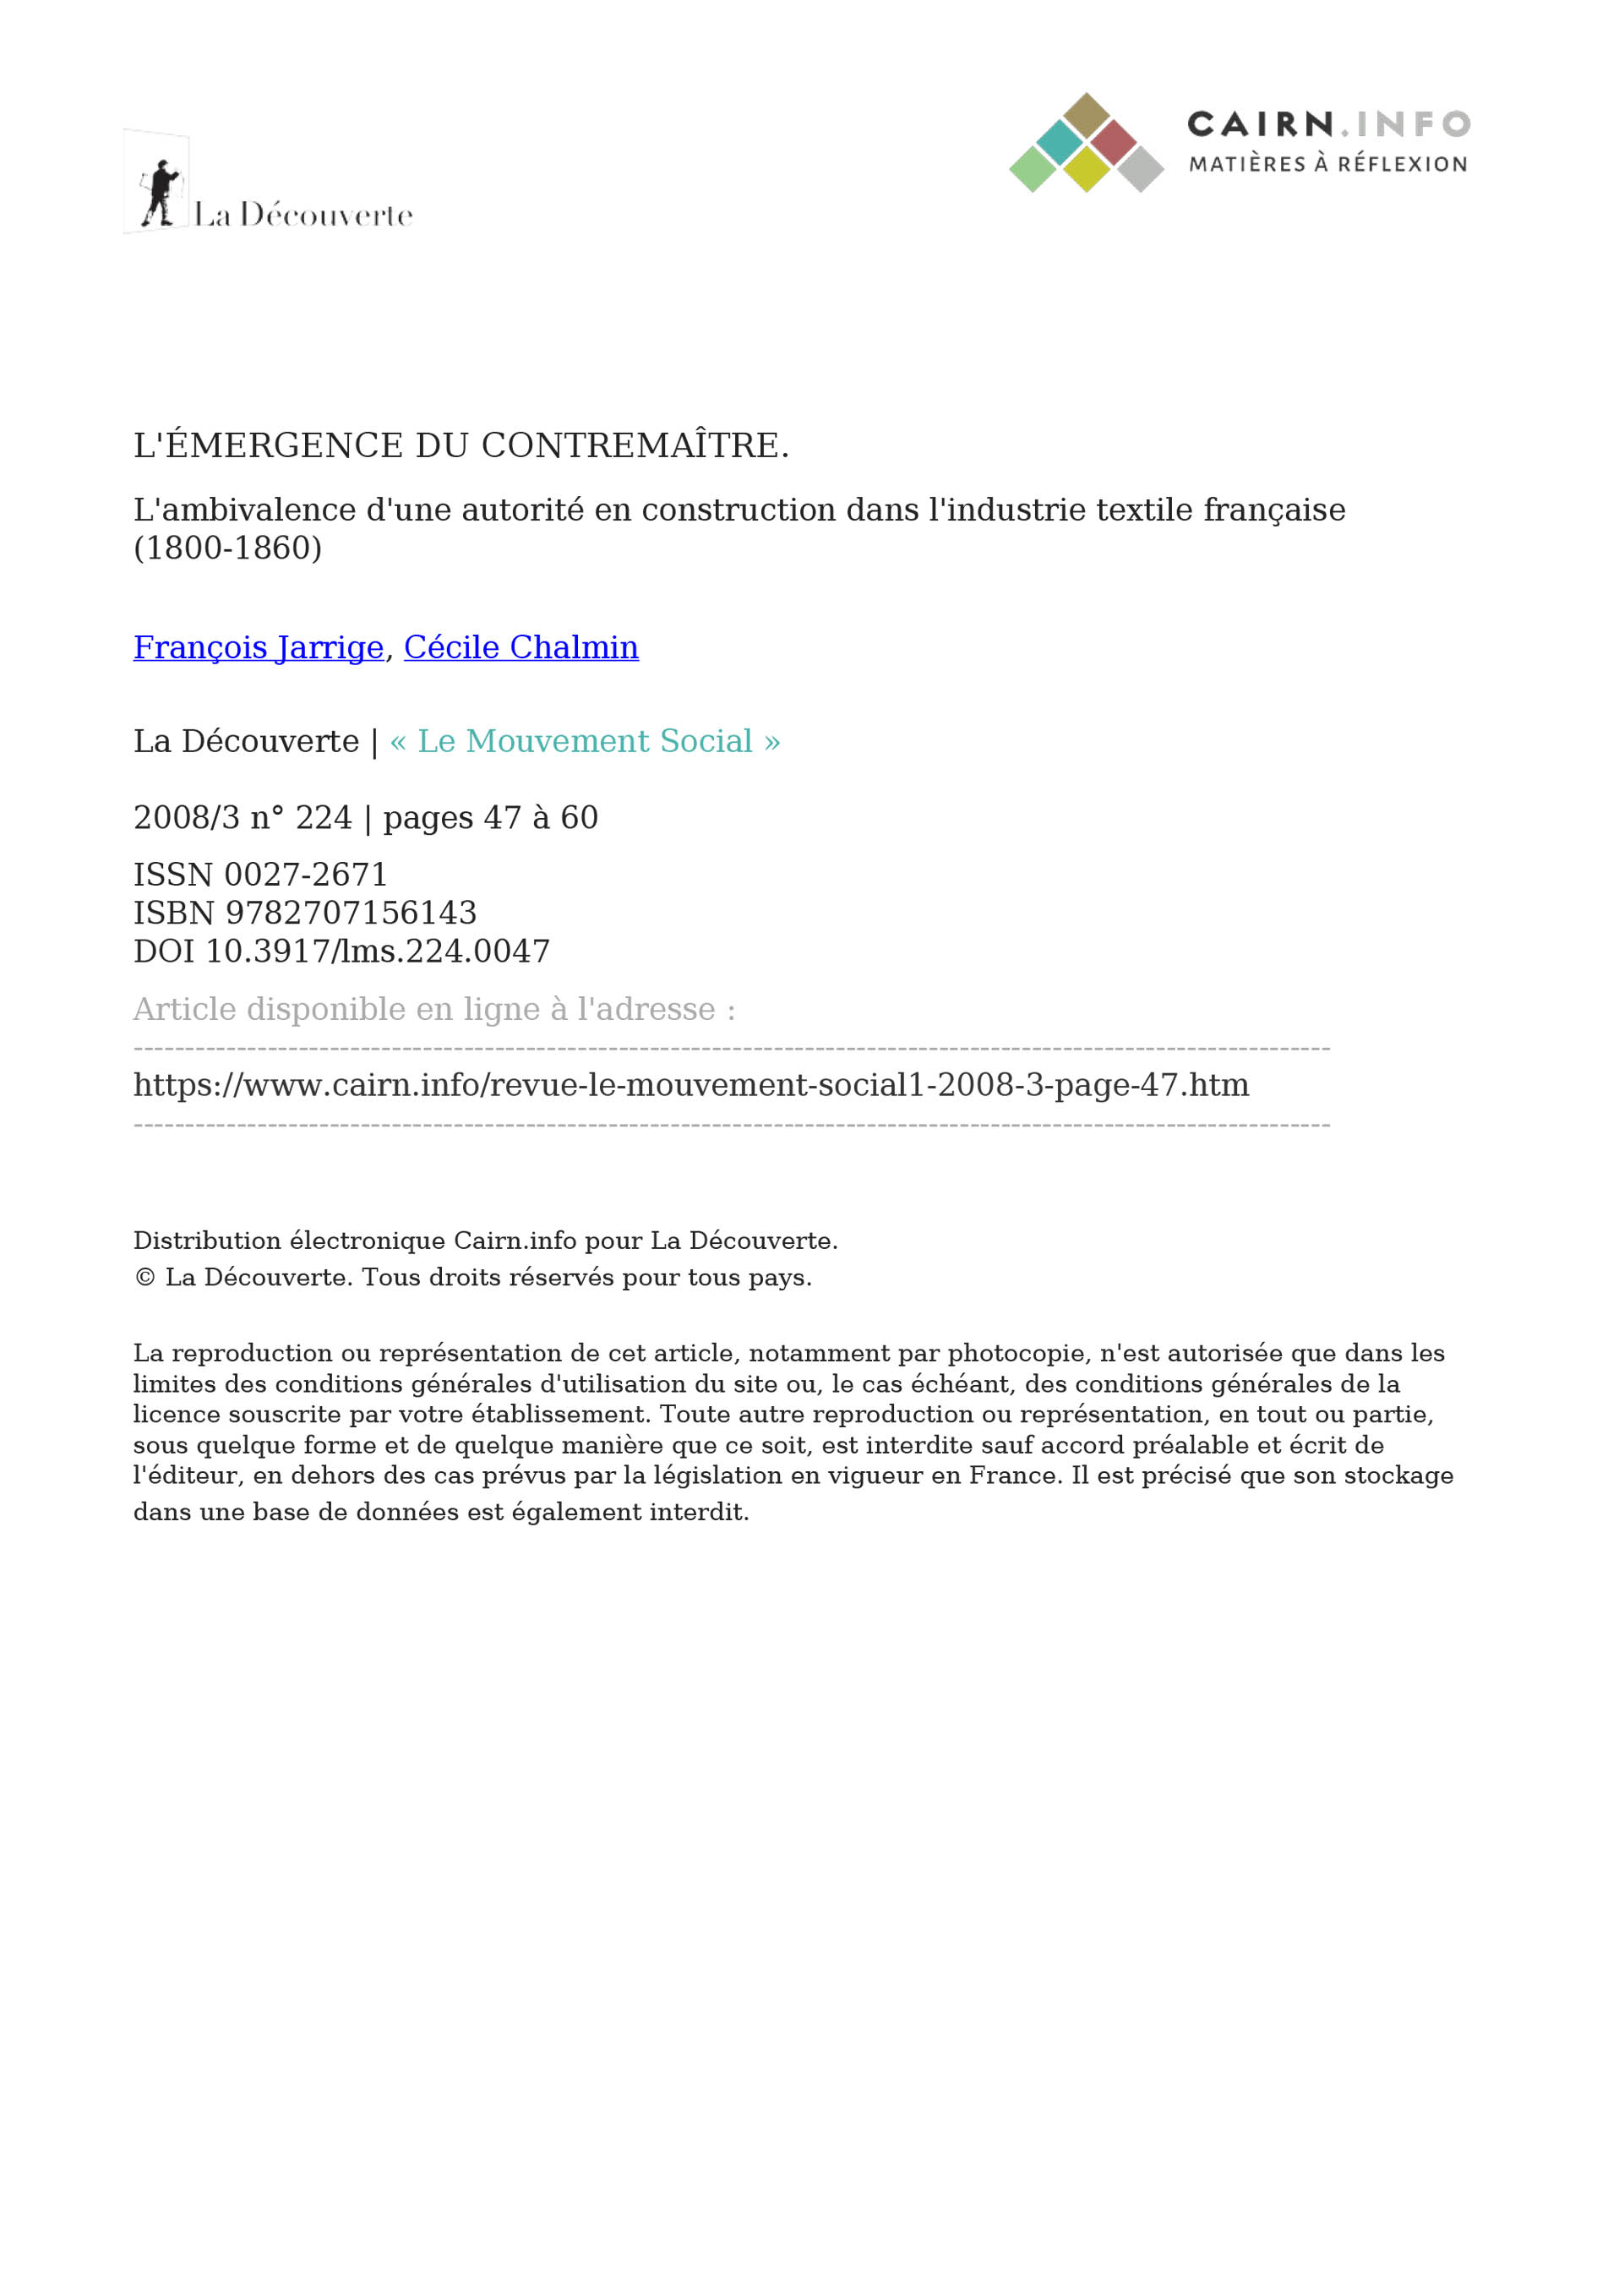 La Découverte
CAIRN.INFO
MATIÈRES À RÉFLEXION
L'ÉMERGENCE DU CONTREMAÎTRE.
L'ambivalence d'une autorité en construction dans l'industrie textile française
(1800-1860)
François Jarrige, Cécile Chalmin
La Découverte | « Le Mouvement Social »
2008/3 n° 224 | pages 47 à 60
ISSN 0027-2671
ISBN 9782707156143
DOI 10.3917/lms.224.0047
Article disponible en ligne à l'adresse :
--------------------------------------------------------------------------------------------------------------------
https://www.cairn.info/revue-le-mouvement-social1-2008-3-page-47.htm
--------------------------------------------------------------------------------------------------------------------
Distribution électronique Cairn.info pour La Découverte.
© La Découverte. Tous droits réservés pour tous pays.
La reproduction ou représentation de cet article, notamment par photocopie, n'est autorisée que dans les
limites des conditions générales d'utilisation du site ou, le cas échéant, des conditions générales de la
licence souscrite par votre établissement. Toute autre reproduction ou représentation, en tout ou partie,
sous quelque forme et de quelque manière que ce soit, est interdite sauf accord préalable et écrit de
l'éditeur, en dehors des cas prévus par la législation en vigueur en France. Il est précisé que son stockage
dans une base de données est également interdit.